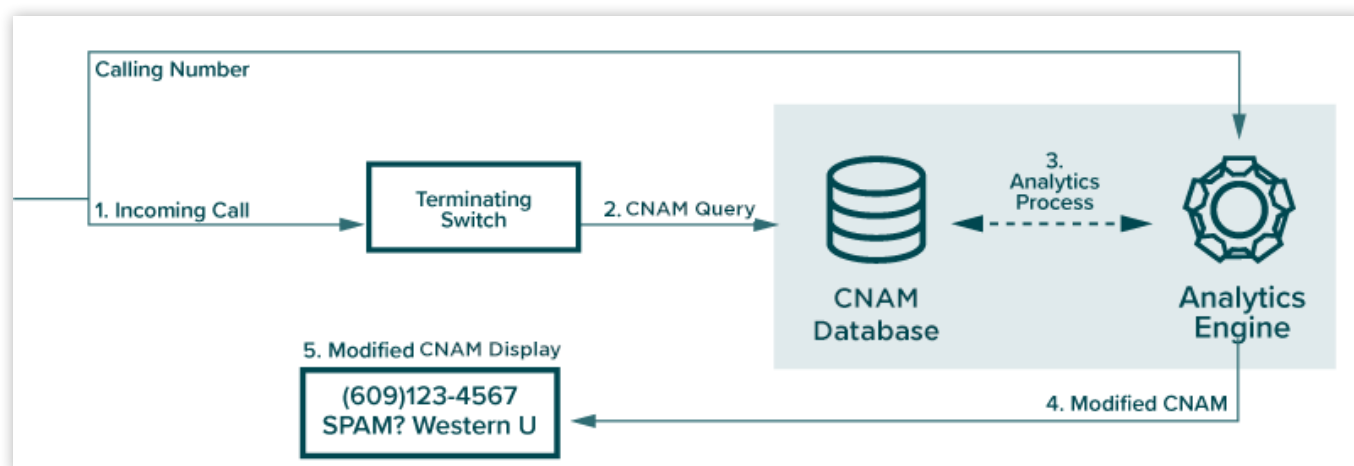 Calling Number
1. Incoming Call
Terminating
Switch
2. CNAM Query
3.
Analytics
Process
CNAM
Database
Analytics
Engine
4. Modified CNAM
5. Modified CNAM Display
(609)123-4567
SPAM? Western U